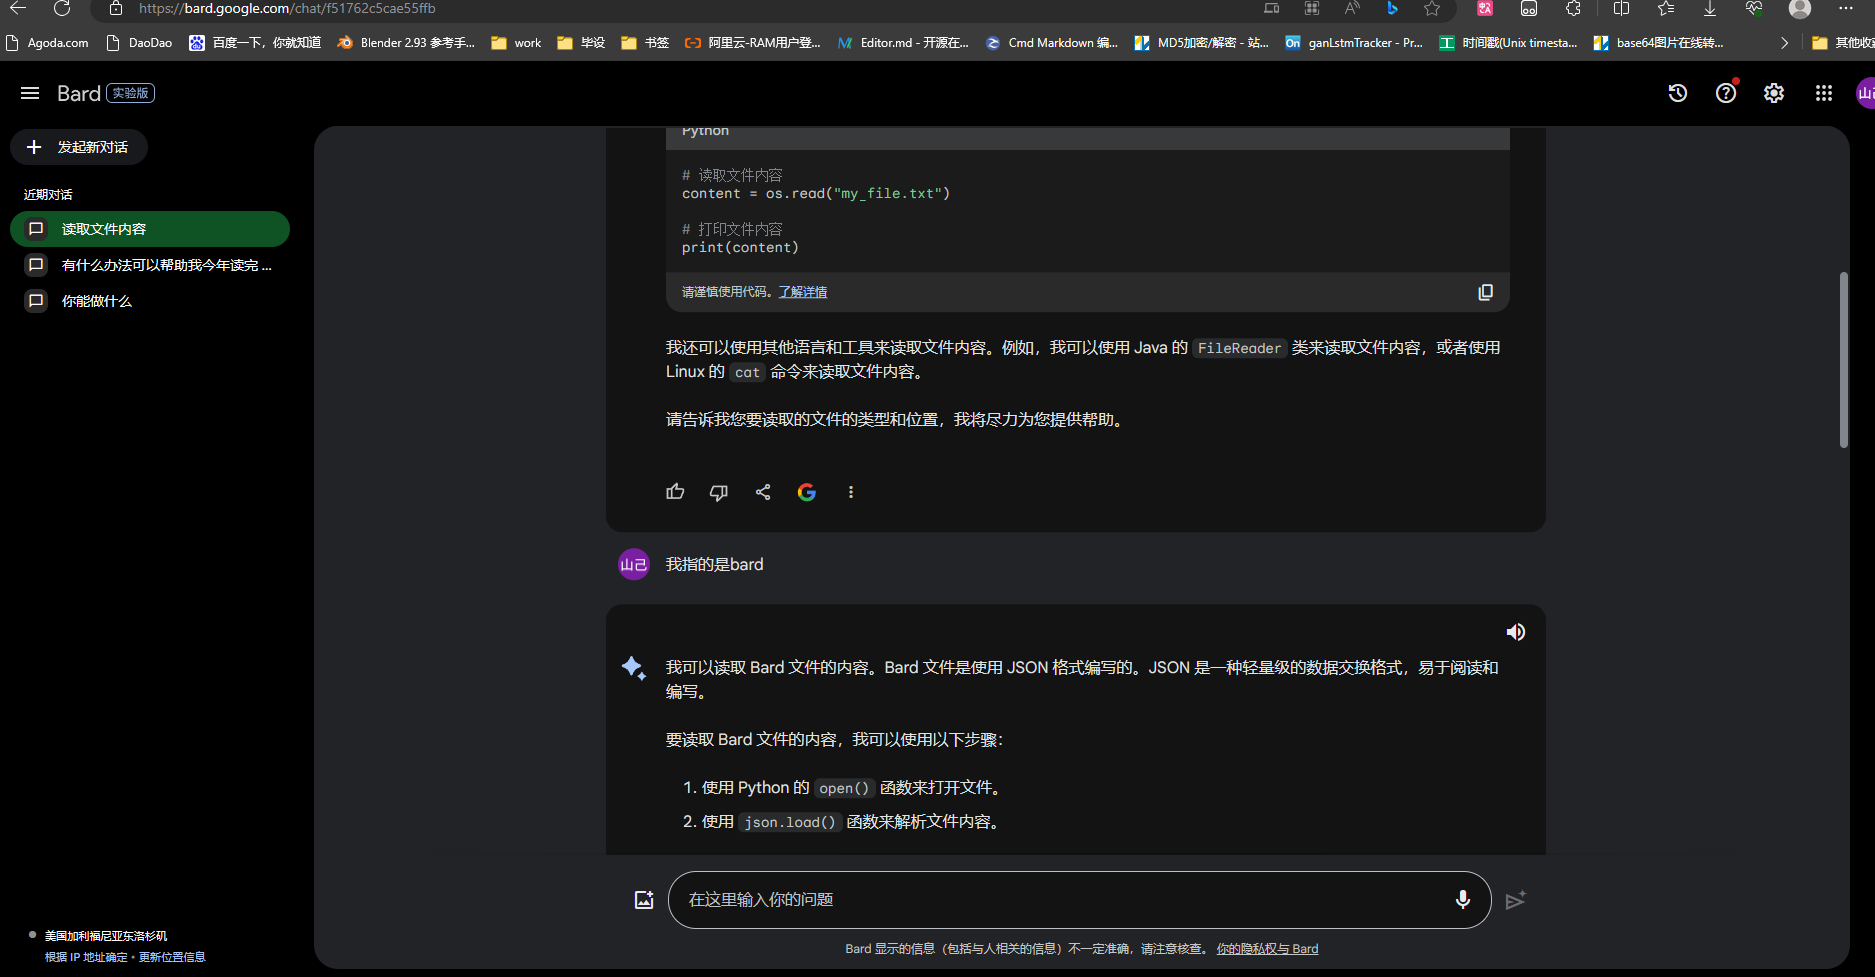 https://bard.google.com/chat/f51762c5cae55ffb
Agoda.com DaoDao 百度一下，你就知道 Blender 2.93 参考手... work 毕设 书签 阿里云-RAM用户登... Editor.md - 开源在... Cmd Markdown 编... MD5加密/解密 - 站... ganLstmTracker - Pr... 时间戳(Unix timesta... base64图片在线转... 其他收藏
Bard 实验版
发起新对话
近期对话
读取文件内容
有什么办法可以帮助我今年读完 ...
你能做什么
Python
# 读取文件内容
content = os.read("my_file.txt")
# 打印文件内容
print(content)
请谨慎使用代码。了解详情
我还可以使用其他语言和工具来读取文件内容。例如，我可以使用 Java 的 FileReader 类来读取文件内容，或者使用
Linux 的 cat 命令来读取文件内容。
请告诉我您要读取的文件的类型和位置，我将尽力为您提供帮助。
山己 我指的是bard
我可以读取 Bard 文件的内容。Bard 文件是使用 JSON 格式编写的。JSON 是一种轻量级的数据交换格式，易于阅读和
编写。
要读取 Bard 文件的内容，我可以使用以下步骤：
1. 使用 Python 的 open() 函数来打开文件。
2. 使用 json.load() 函数来解析文件内容。
在这里输入你的问题
Bard 显示的信息（包括与人相关的信息）不一定准确，请注意核查。 你的隐私权与 Bard
美国加利福尼亚东洛杉矶
根据 IP 地址确定 • 更新位置信息